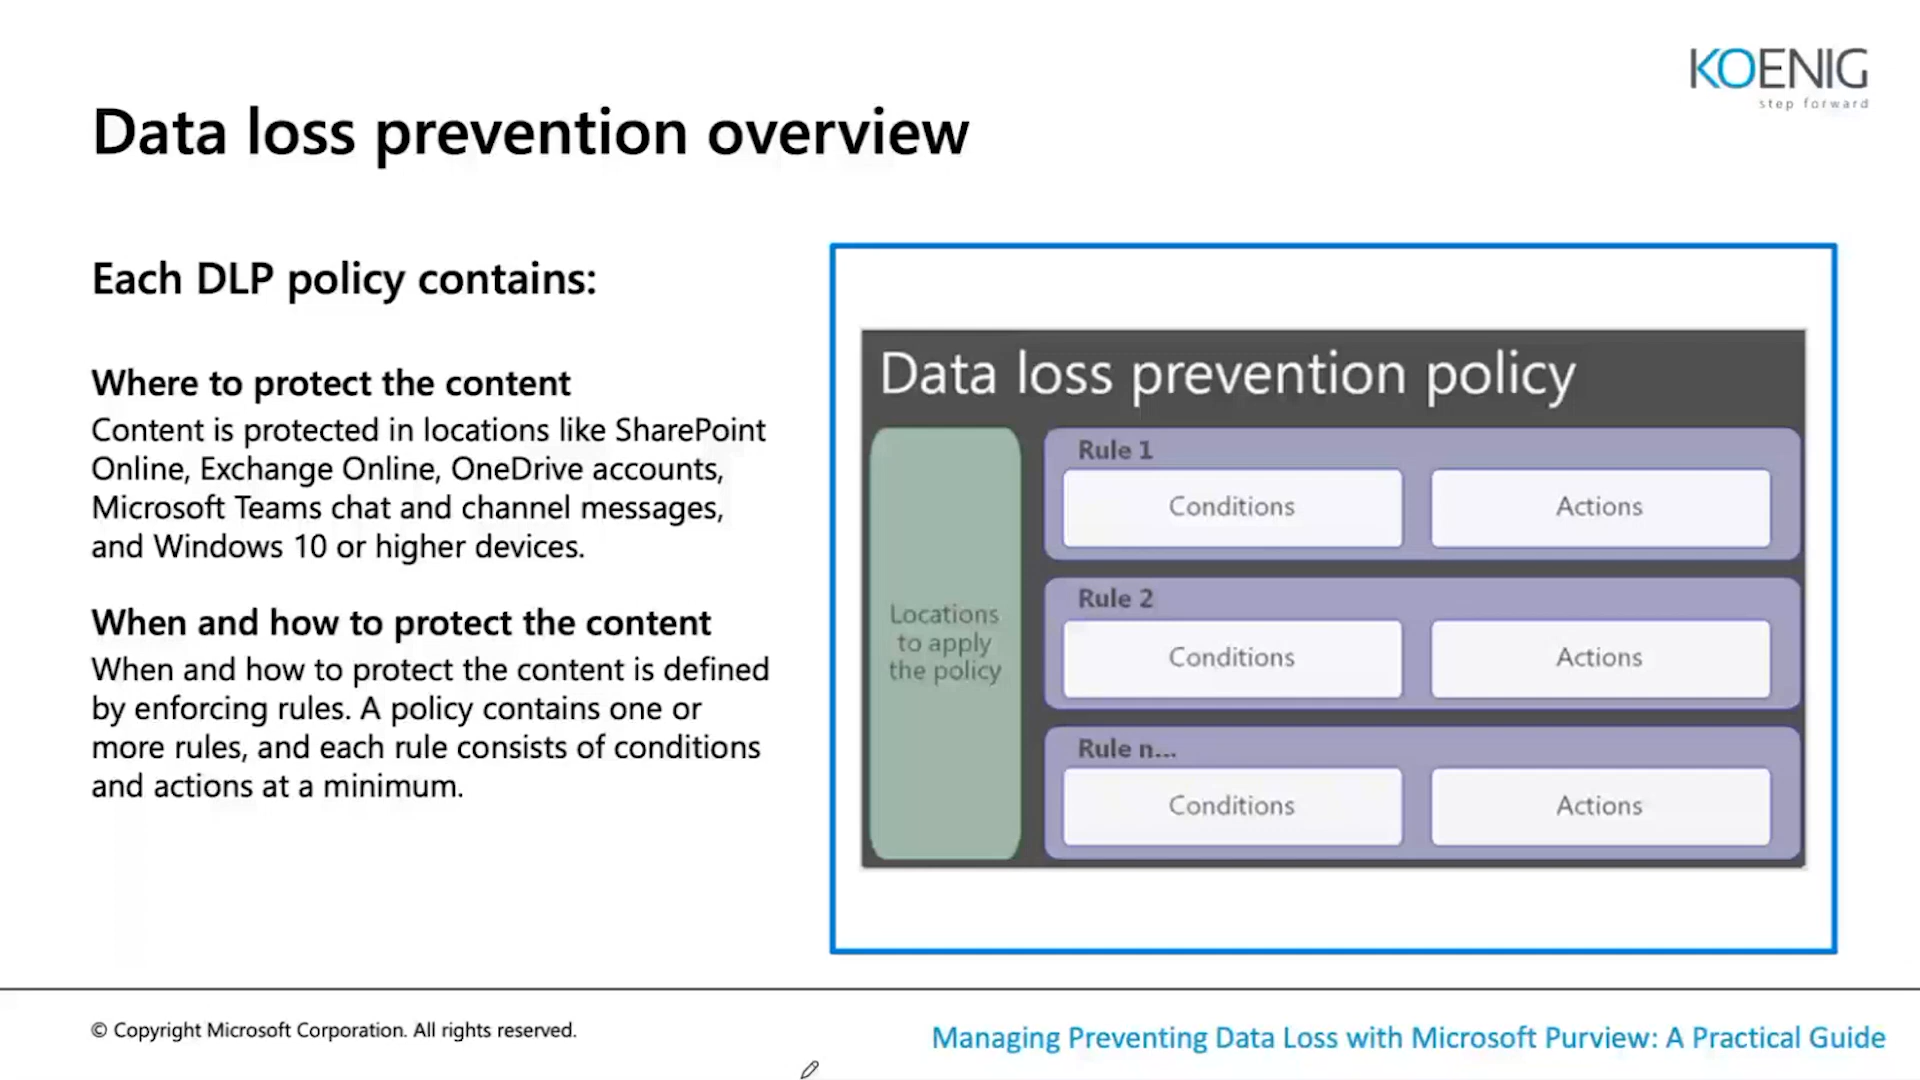 KOENIG
step forward
Data loss prevention overview
Each DLP policy contains:
Where to protect the content
Content is protected in locations like SharePoint
Online, Exchange Online, OneDrive accounts,
Microsoft Teams chat and channel messages,
and Windows 10 or higher devices.
When and how to protect the content
When and how to protect the content is defined
by enforcing rules. A policy contains one or
more rules, and each rule consists of conditions
and actions at a minimum.
Data loss prevention policy
Locations
to apply
the policy
Rule 1
Conditions
Actions
Rule 2
Conditions
Actions
Rule n...
Conditions
Actions
© Copyright Microsoft Corporation. All rights reserved.
Managing Preventing Data Loss with Microsoft Purview: A Practical Guide